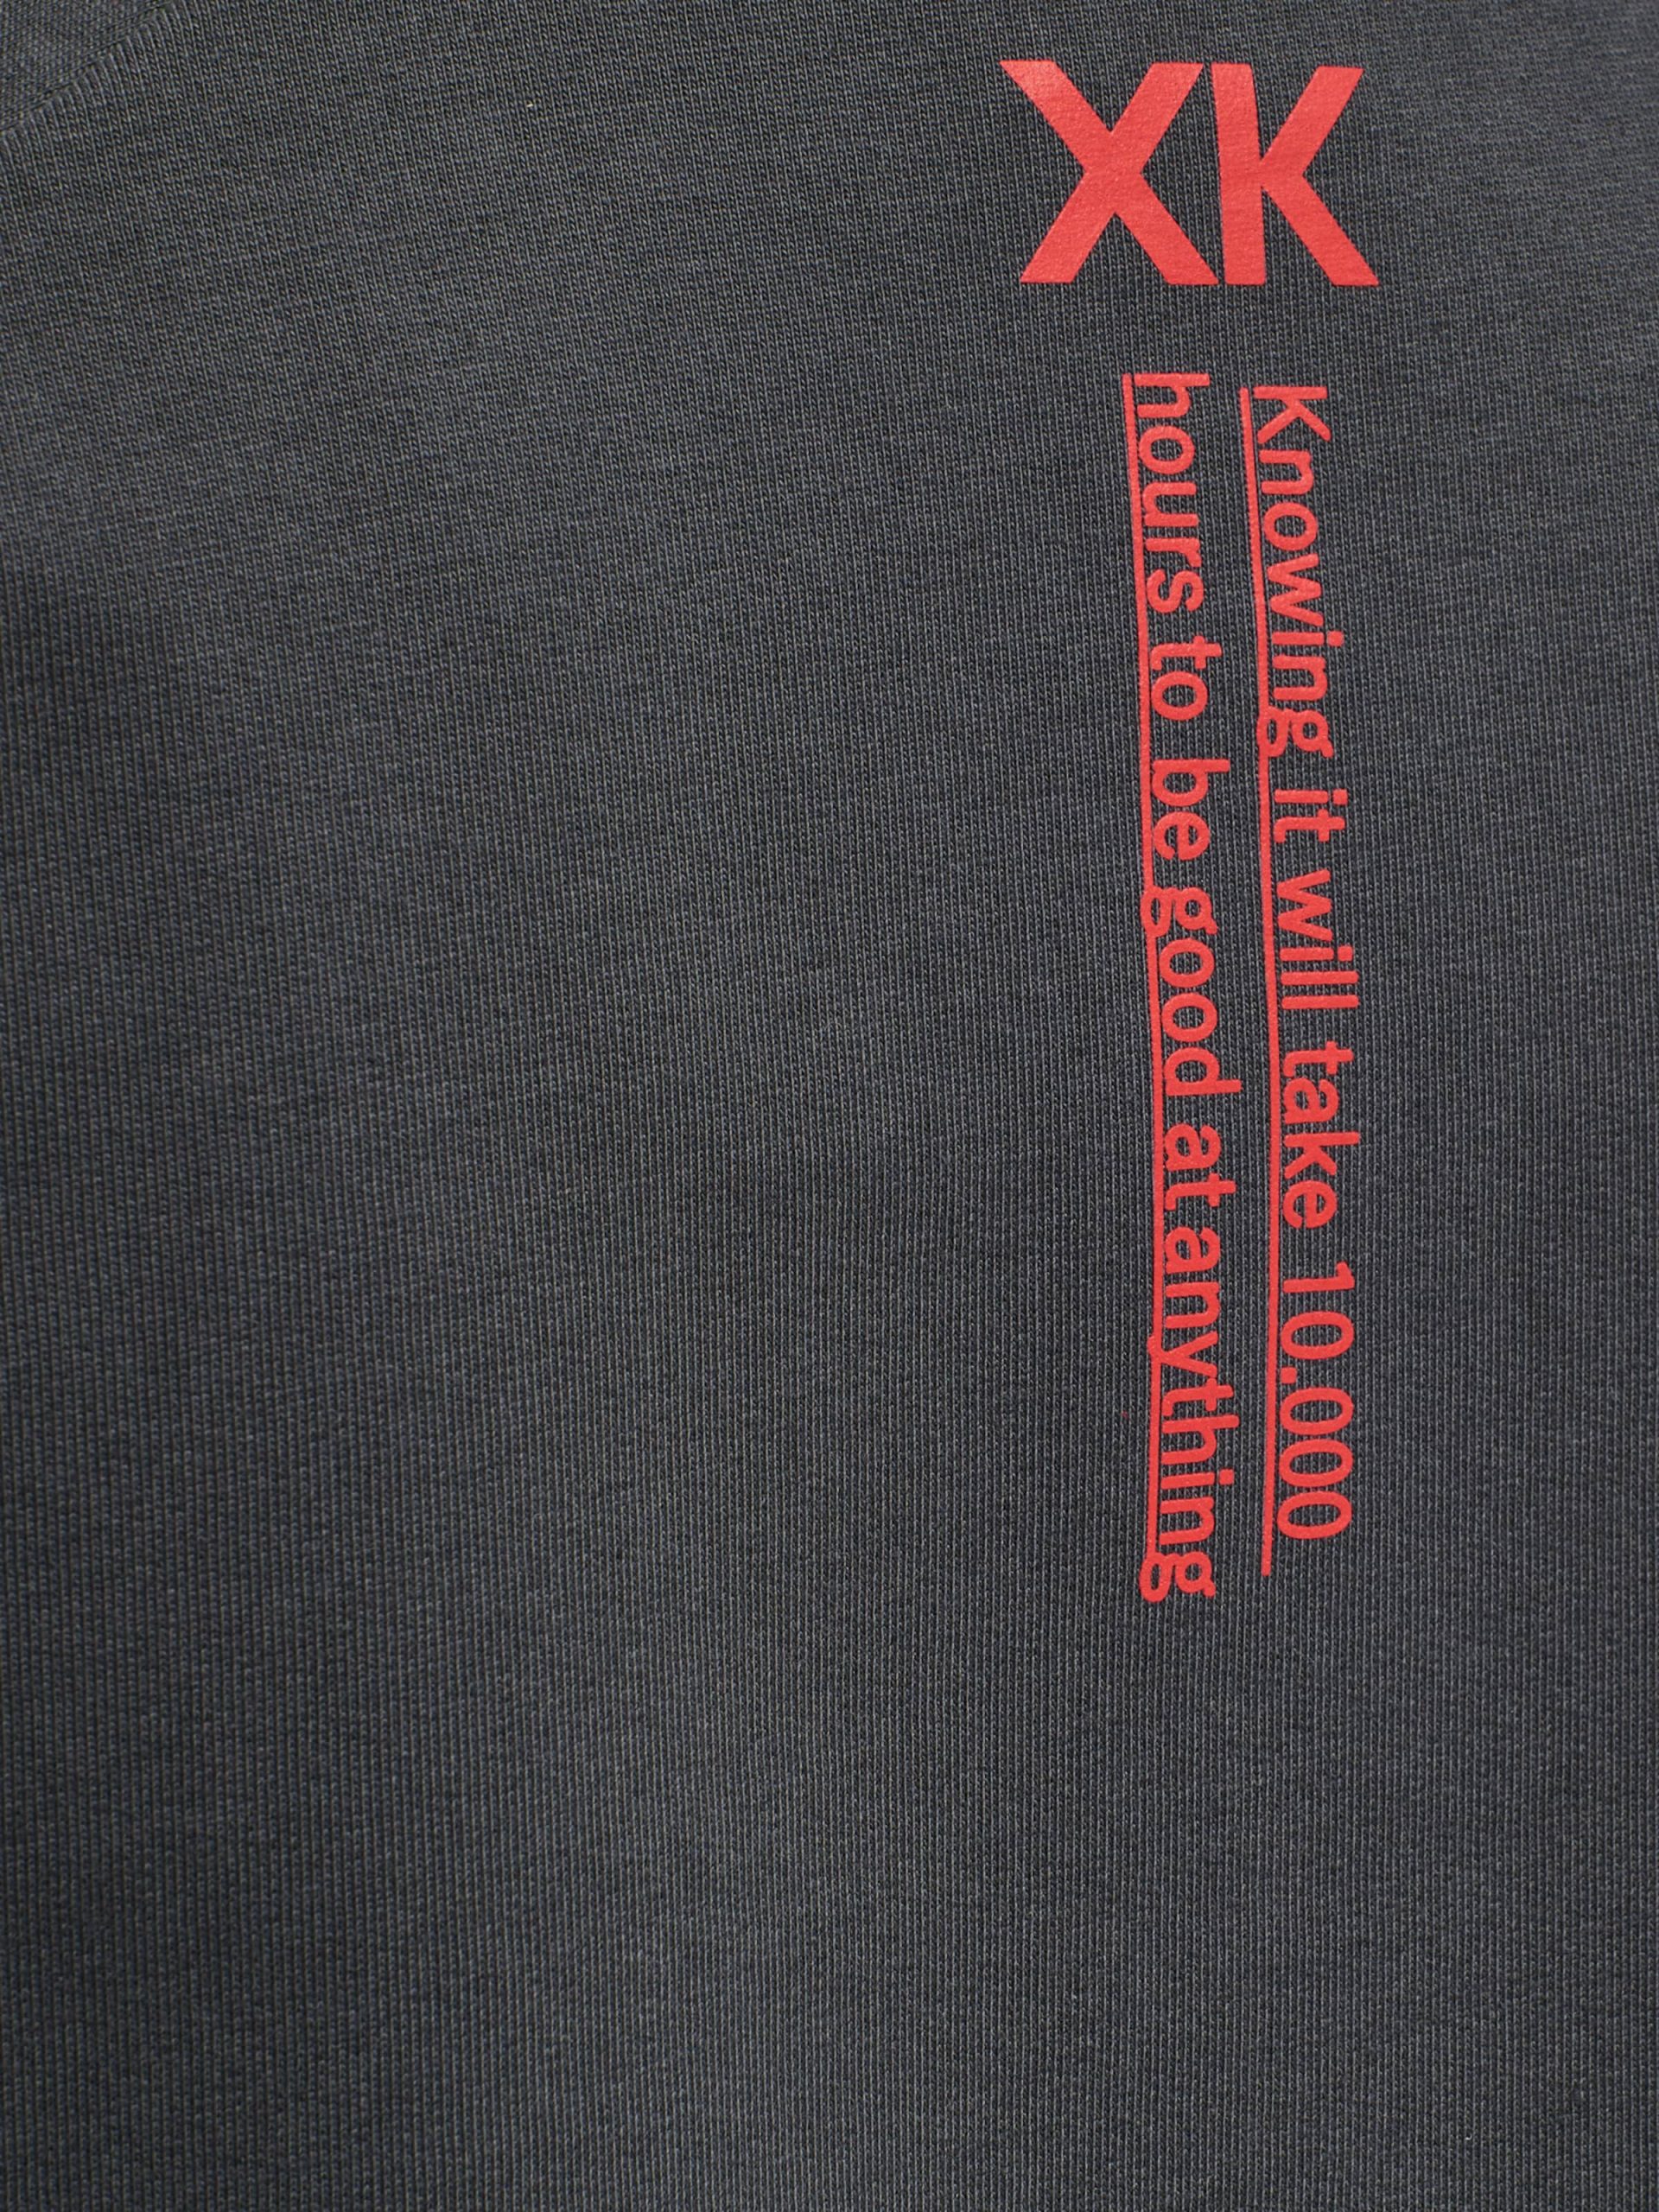 XK
Knowing it will take 10.000
hours to be good at anything